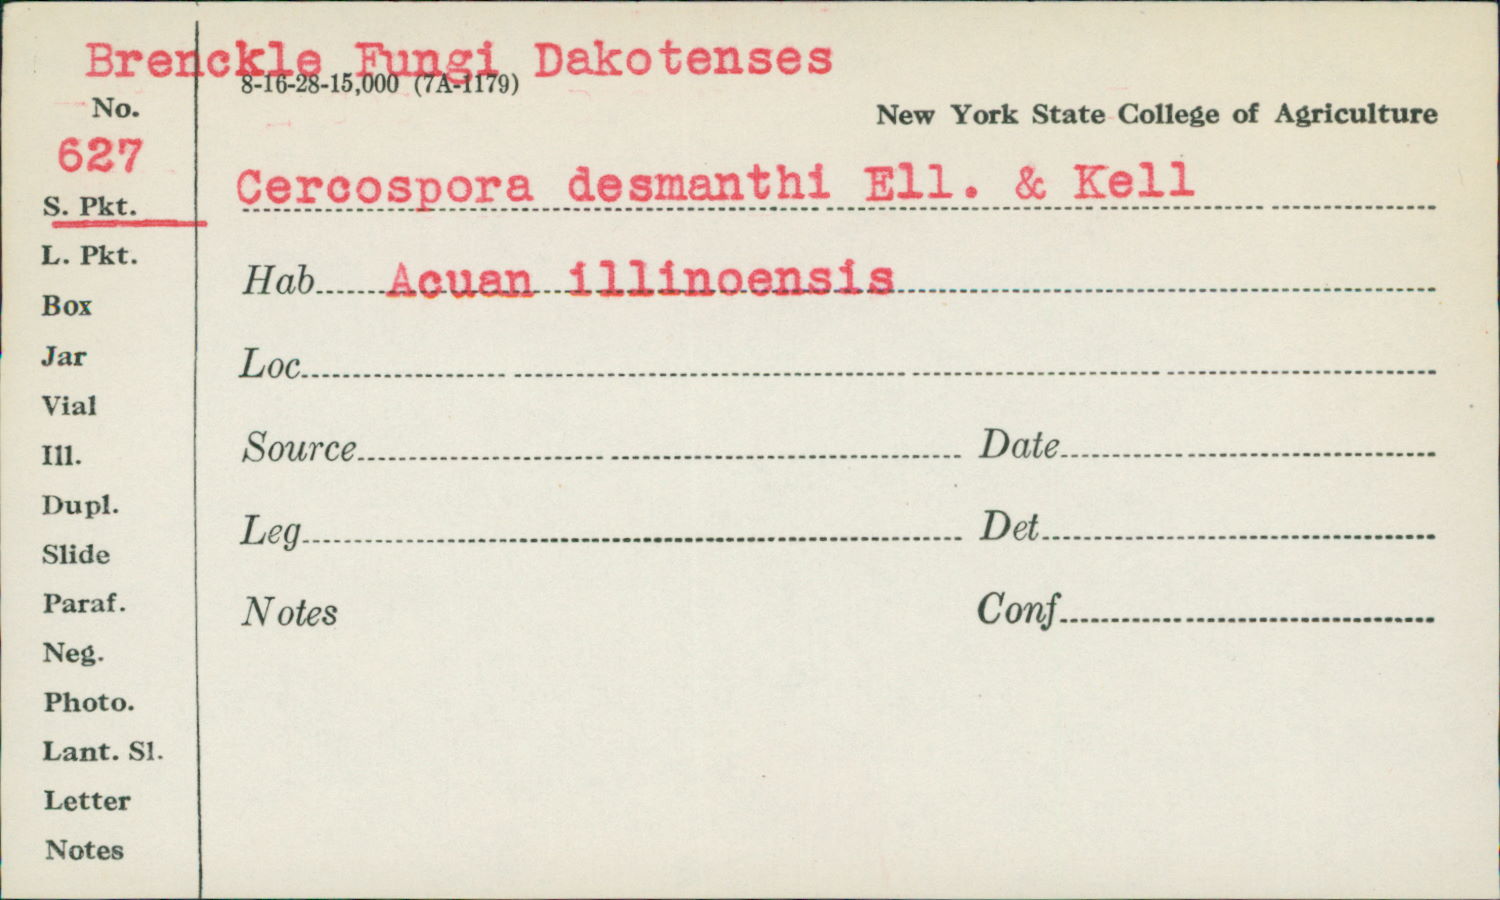 Brenckle Fungi Dakotenses
8-16-28-15,000 (7A-1179)
No.
New York State College of Agriculture
627
Cercospora desmanthi Ell. & Kell
S. Pkt.
L. Pkt.
Hab Acuan illinoensis
Box
Jar
Loc
Vial
Ill.
Source Date
Dupl.
Leg Det
Slide
Paraf.
Notes Conf
Neg.
Photo.
Lant. Sl.
Letter
Notes